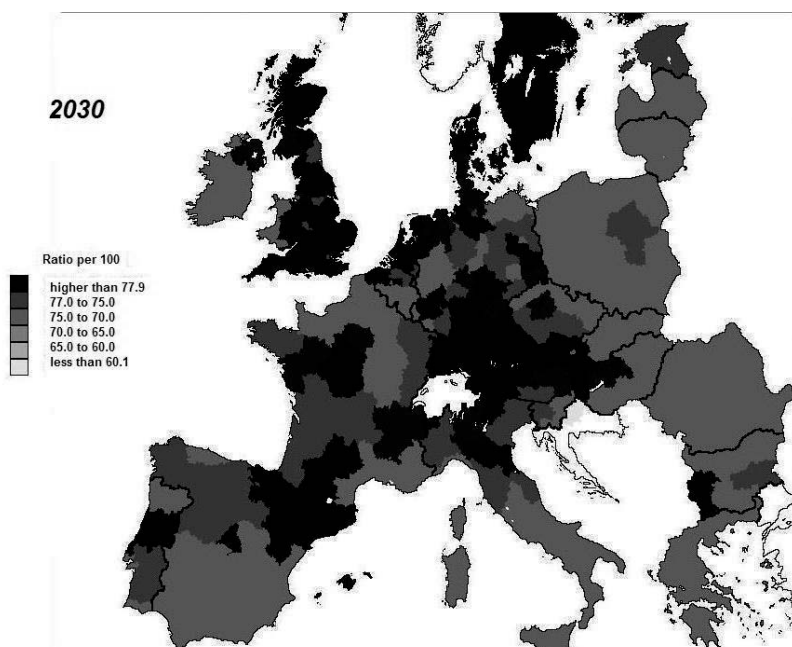 2030
Ratio per 100
higher than 77.9
77.0 to 75.0
75.0 to 70.0
70.0 to 65.0
65.0 to 60.0
less than 60.1